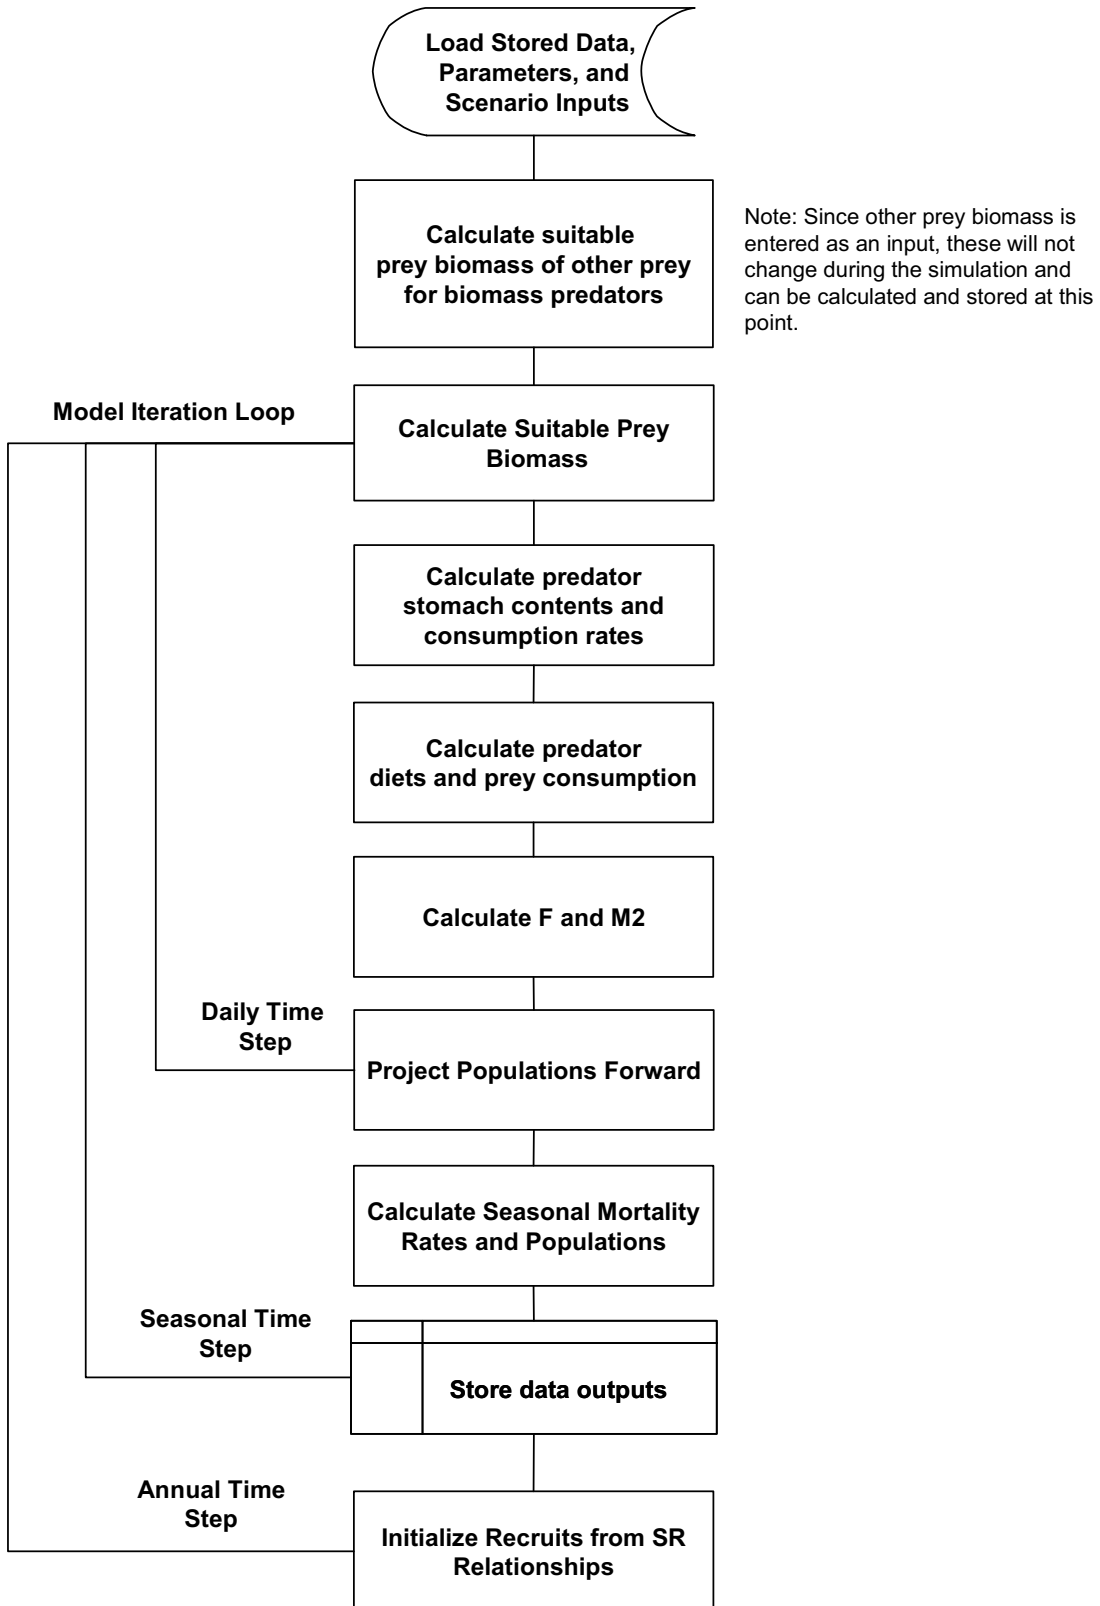 Load Stored Data,
Parameters, and
Scenario Inputs
Calculate suitable
prey biomass of other prey
for biomass predators
Note: Since other prey biomass is
entered as an input, these will not
change during the simulation and
can be calculated and stored at this
point.
Model Iteration Loop
Calculate Suitable Prey
Biomass
Calculate predator
stomach contents and
consumption rates
Calculate predator
diets and prey consumption
Calculate F and M2
Daily Time
Step
Project Populations Forward
Calculate Seasonal Mortality
Rates and Populations
Seasonal Time
Step
Store data outputs
Annual Time
Step
Initialize Recruits from SR
Relationships